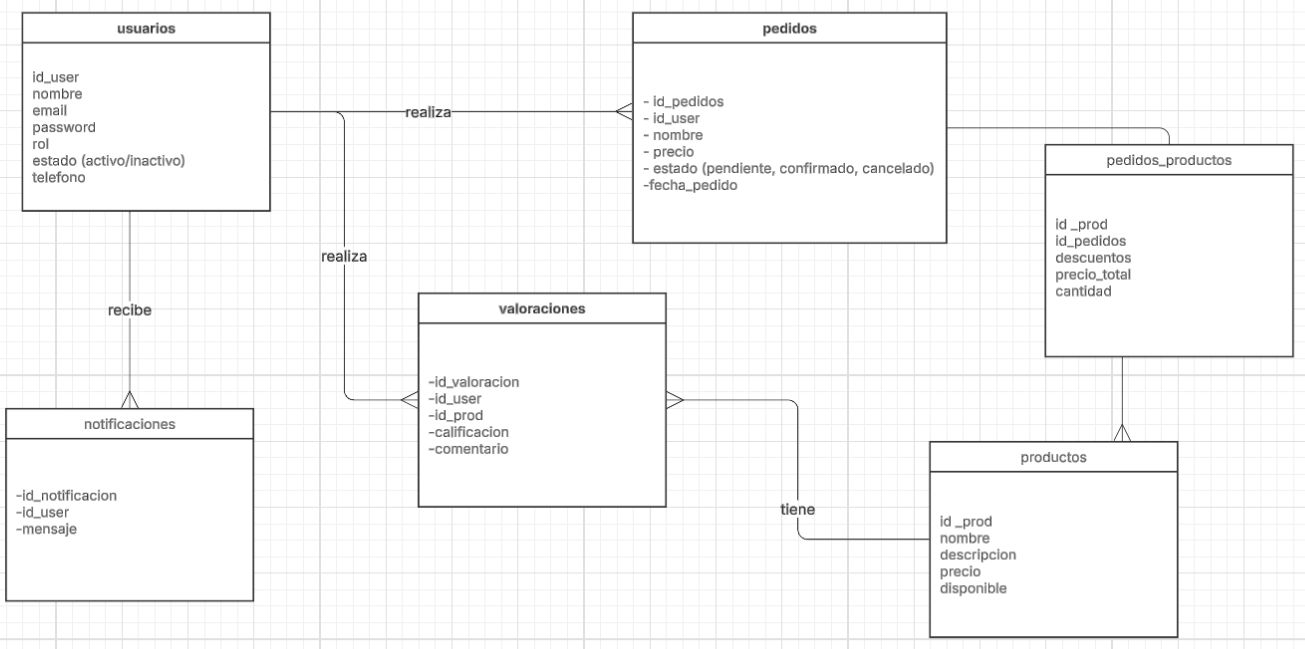 usuarios
id_user
nombre
email
password
rol
estado (activo/inactivo)
telefono
realiza
pedidos
- id_pedidos
- id_user
- nombre
- precio
- estado (pendiente, confirmado, cancelado)
-fecha_pedido
pedidos_productos
id _prod
id_pedidos
descuentos
precio_total
cantidad
realiza
recibe
valoraciones
-id_valoracion
-id_user
-id_prod
-calificacion
-comentario
notificaciones
-id_notificacion
-id_user
-mensaje
tiene
productos
id _prod
nombre
descripcion
precio
disponible